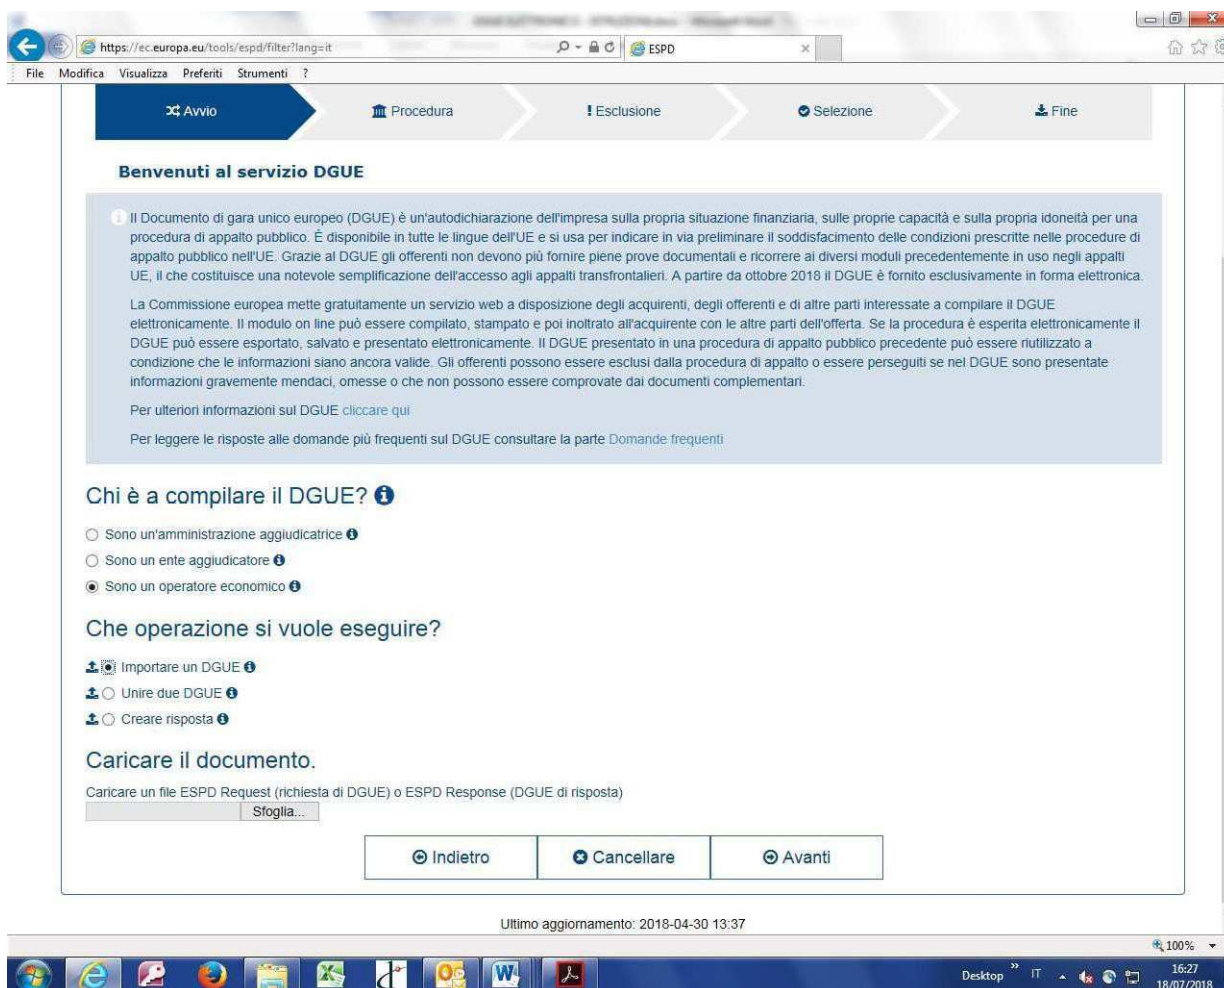 https://ec.europa.eu/tools/espd/filter?lang=it
ESPD
File Modifica Visualizza Preferiti Strumenti ?
Avvio
Procedura
Esclusione
Selezione
Fine
Benvenuti al servizio DGUE
Il Documento di gara unico europeo (DGUE) è un'autodichiarazione dell'impresa sulla propria situazione finanziaria, sulle proprie capacità e sulla propria idoneità per una
procedura di appalto pubblico. È disponibile in tutte le lingue dell'UE e si usa per indicare in via preliminare il soddisfacimento delle condizioni prescritte nelle procedure di
appalto pubblico nell'UE. Grazie al DGUE gli offerenti non devono più fornire piene prove documentali e ricorrere ai diversi moduli precedentemente in uso negli appalti
UE, il che costituisce una notevole semplificazione dell'accesso agli appalti transfrontalieri. A partire da ottobre 2018 il DGUE è fornito esclusivamente in forma elettronica.
La Commissione europea mette gratuitamente un servizio web a disposizione degli acquirenti, degli offerenti e di altre parti interessate a compilare il DGUE
elettronicamente. Il modulo on line può essere compilato, stampato e poi inoltrato all'acquirente con le altre parti dell'offerta. Se la procedura è esperita elettronicamente il
DGUE può essere esportato, salvato e presentato elettronicamente. Il DGUE presentato in una procedura di appalto pubblico precedente può essere riutilizzato a
condizione che le informazioni siano ancora valide. Gli offerenti possono essere esclusi dalla procedura di appalto o essere perseguiti se nel DGUE sono presentate
informazioni gravemente mendaci, omesse o che non possono essere comprovate dai documenti complementari.
Per ulteriori informazioni sul DGUE cliccare qui
Per leggere le risposte alle domande più frequenti sul DGUE consultare la parte Domande frequenti
Chi è a compilare il DGUE?
Sono un'amministrazione aggiudicatrice
Sono un ente aggiudicatore
Sono un operatore economico
Che operazione si vuole eseguire?
Importare un DGUE
Unire due DGUE
Creare risposta
Caricare il documento.
Caricare un file ESPD Request (richiesta di DGUE) o ESPD Response (DGUE di risposta)
Sfoglia...
Indietro
Cancellare
Avanti
Ultimo aggiornamento: 2018-04-30 13:37
100%
Desktop
IT
16:27
18/07/2018